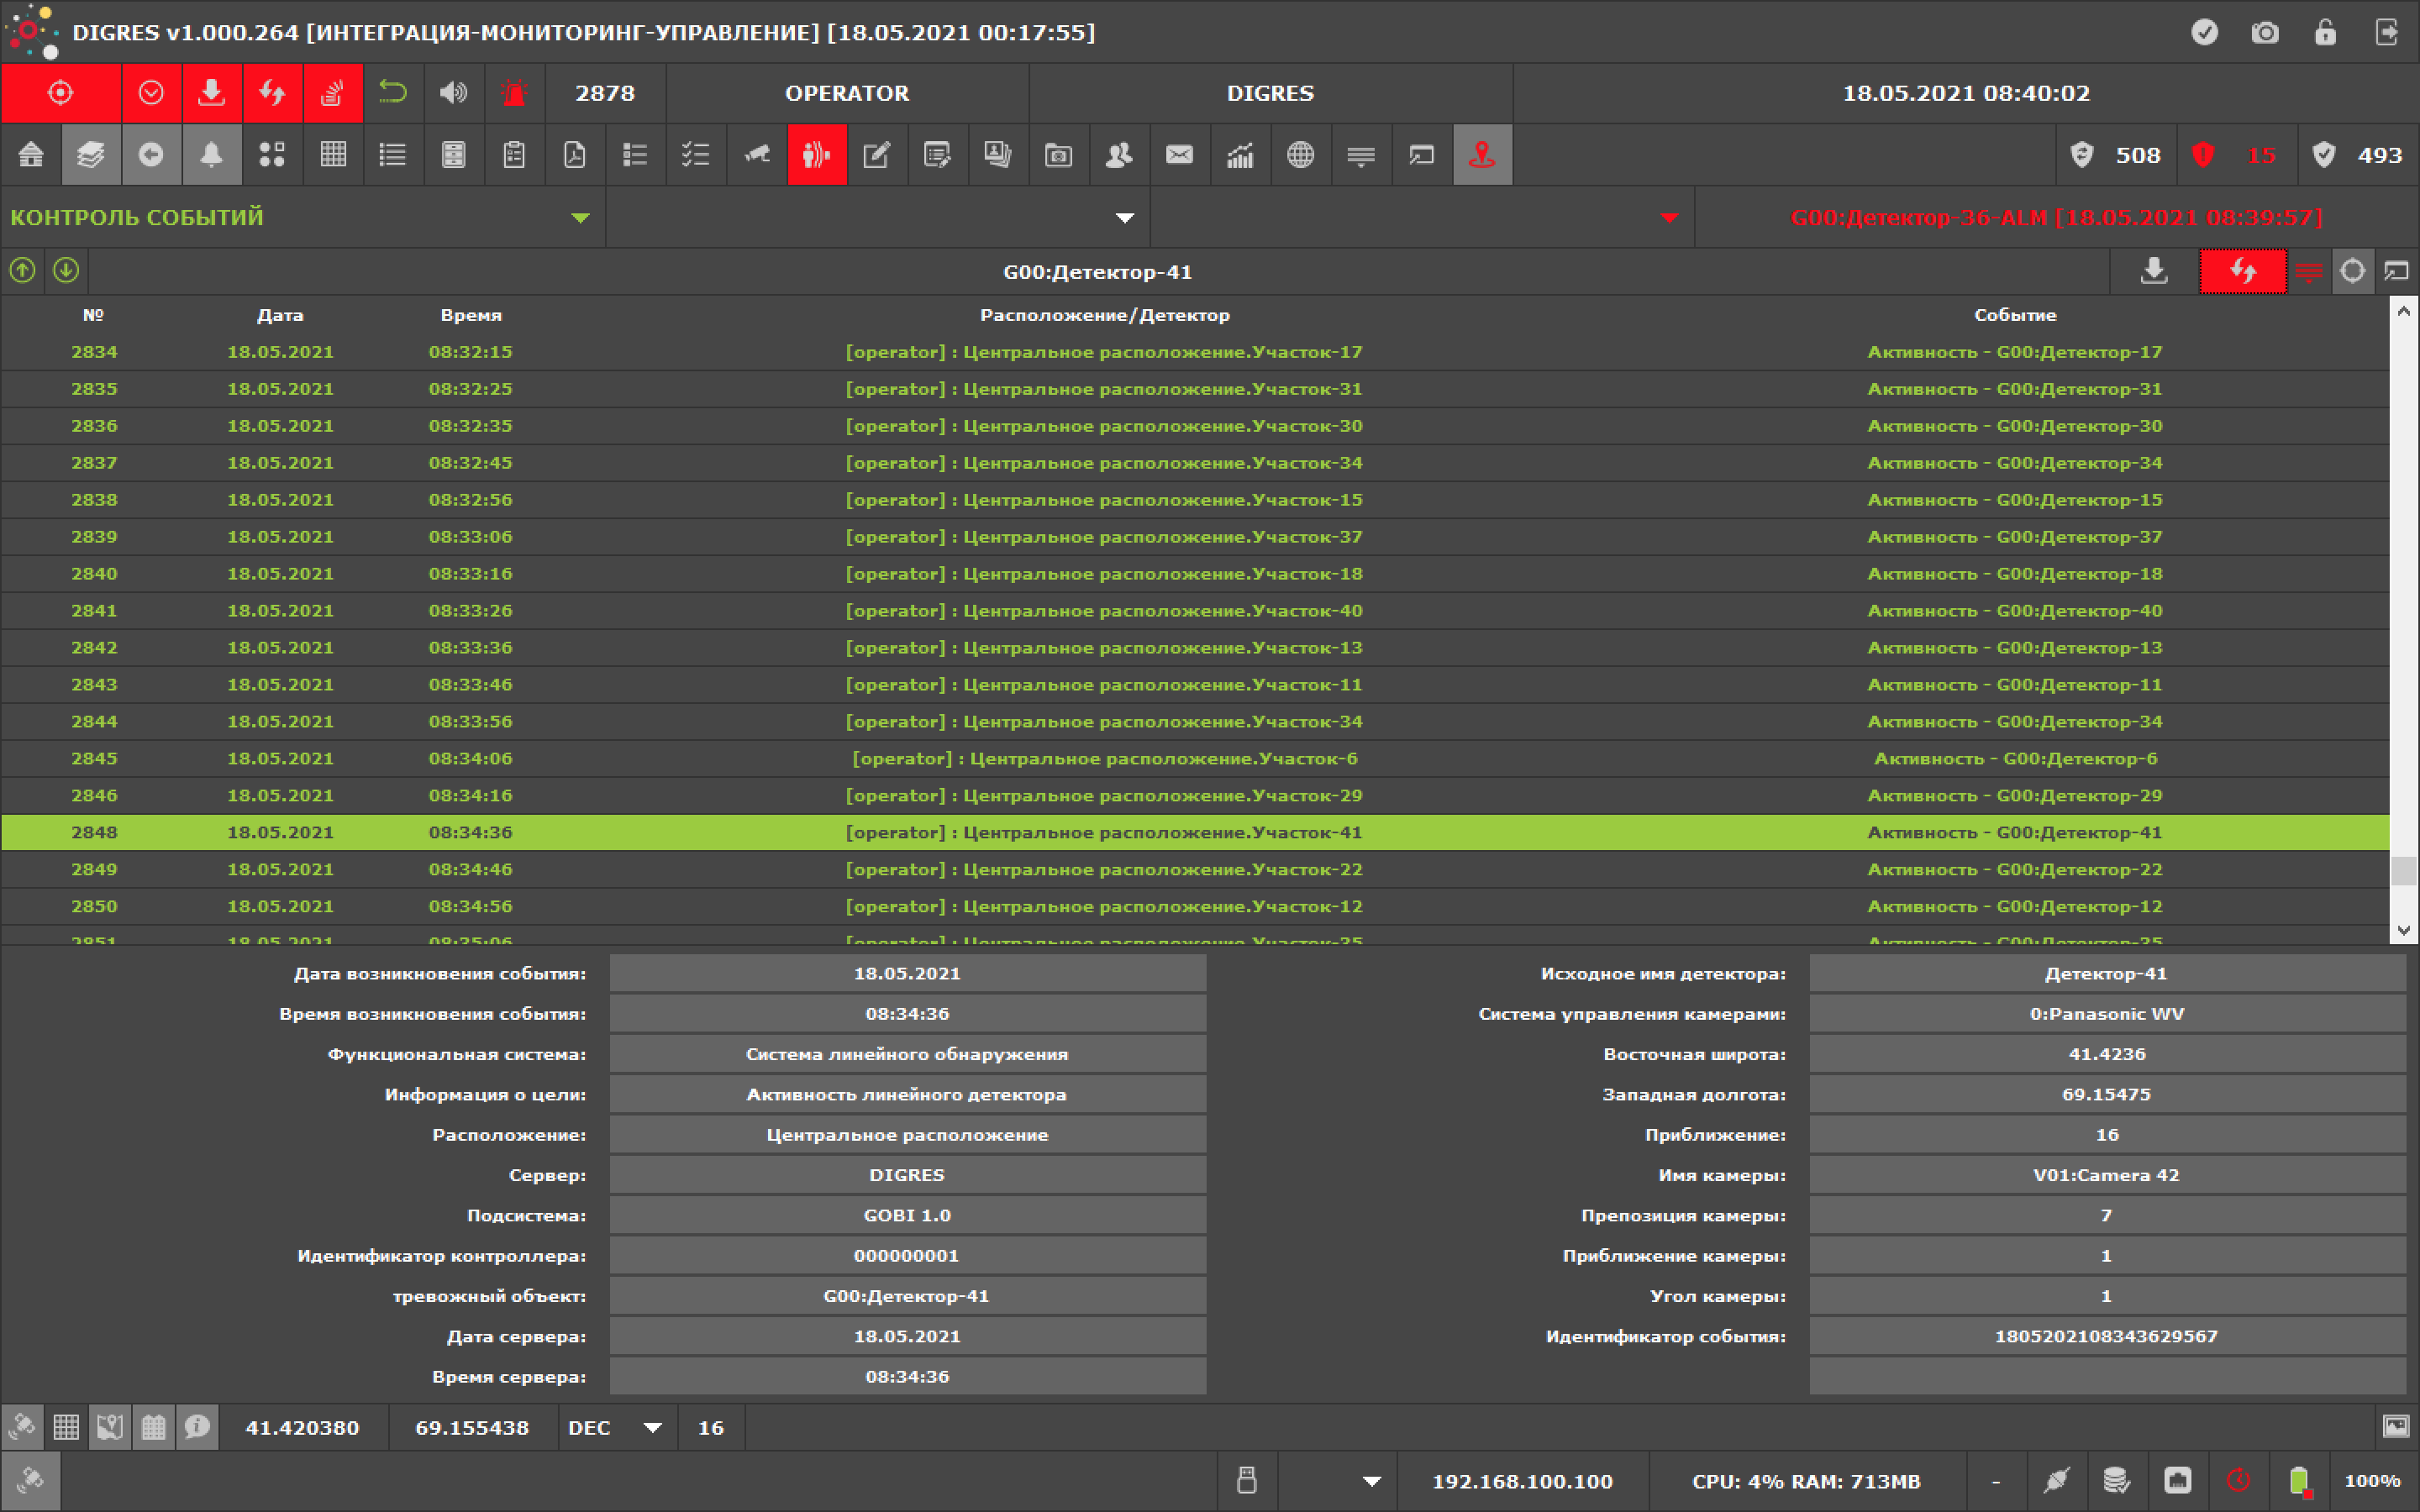 DIGRES v1.000.264 [ИНТЕГРАЦИЯ-МОНИТОРИНГ-УПРАВЛЕНИЕ] [18.05.2021 00:17:55]
2878 OPERATOR DIGRES 18.05.2021 08:40:02
508 15 493
КОНТРОЛЬ СОБЫТИЙ G00:Детектор-36-ALM [18.05.2021 08:39:57]
G00:Детектор-41
№ Дата Время Расположение/Детектор Событие
2834 18.05.2021 08:32:15 [operator] : Центральное расположение.Участок-17 Активность - G00:Детектор-17
2835 18.05.2021 08:32:25 [operator] : Центральное расположение.Участок-31 Активность - G00:Детектор-31
2836 18.05.2021 08:32:35 [operator] : Центральное расположение.Участок-30 Активность - G00:Детектор-30
2837 18.05.2021 08:32:45 [operator] : Центральное расположение.Участок-34 Активность - G00:Детектор-34
2838 18.05.2021 08:32:56 [operator] : Центральное расположение.Участок-15 Активность - G00:Детектор-15
2839 18.05.2021 08:33:06 [operator] : Центральное расположение.Участок-37 Активность - G00:Детектор-37
2840 18.05.2021 08:33:16 [operator] : Центральное расположение.Участок-18 Активность - G00:Детектор-18
2841 18.05.2021 08:33:26 [operator] : Центральное расположение.Участок-40 Активность - G00:Детектор-40
2842 18.05.2021 08:33:36 [operator] : Центральное расположение.Участок-13 Активность - G00:Детектор-13
2843 18.05.2021 08:33:46 [operator] : Центральное расположение.Участок-11 Активность - G00:Детектор-11
2844 18.05.2021 08:33:56 [operator] : Центральное расположение.Участок-34 Активность - G00:Детектор-34
2845 18.05.2021 08:34:06 [operator] : Центральное расположение.Участок-6 Активность - G00:Детектор-6
2846 18.05.2021 08:34:16 [operator] : Центральное расположение.Участок-29 Активность - G00:Детектор-29
2848 18.05.2021 08:34:36 [operator] : Центральное расположение.Участок-41 Активность - G00:Детектор-41
2849 18.05.2021 08:34:46 [operator] : Центральное расположение.Участок-22 Активность - G00:Детектор-22
2850 18.05.2021 08:34:56 [operator] : Центральное расположение.Участок-12 Активность - G00:Детектор-12
2851 18.05.2021 08:35:06 [operator] : Центральное расположение.Участок-35 Активность - G00:Детектор-35
Дата возникновения события: 18.05.2021 Исходное имя детектора: Детектор-41
Время возникновения события: 08:34:36 Система управления камерами: 0:Panasonic WV
Функциональная система: Система линейного обнаружения Восточная широта: 41.4236
Информация о цели: Активность линейного детектора Западная долгота: 69.15475
Расположение: Центральное расположение Приближение: 16
Сервер: DIGRES Имя камеры: V01:Camera 42
Подсистема: GOBI 1.0 Препозиция камеры: 7
Идентификатор контроллера: 000000001 Приближение камеры: 1
тревожный объект: G00:Детектор-41 Угол камеры: 1
Дата сервера: 18.05.2021 Идентификатор события: 1805202108343629567
Время сервера: 08:34:36
41.420380 69.155438 DEC 16
192.168.100.100 CPU: 4% RAM: 713MB - 100%